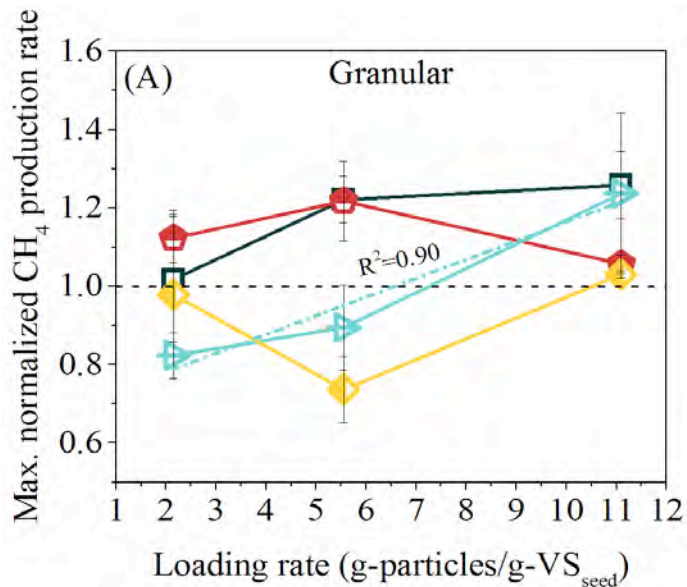 (A) Granular
1.6
1.4
1.2
1.0
0.8
0.6
R²=0.90
1 2 3 4 5 6 7 8 9 10 11 12
Loading rate (g-particles/g-VSseed)
Max. normalized CH4 production rate